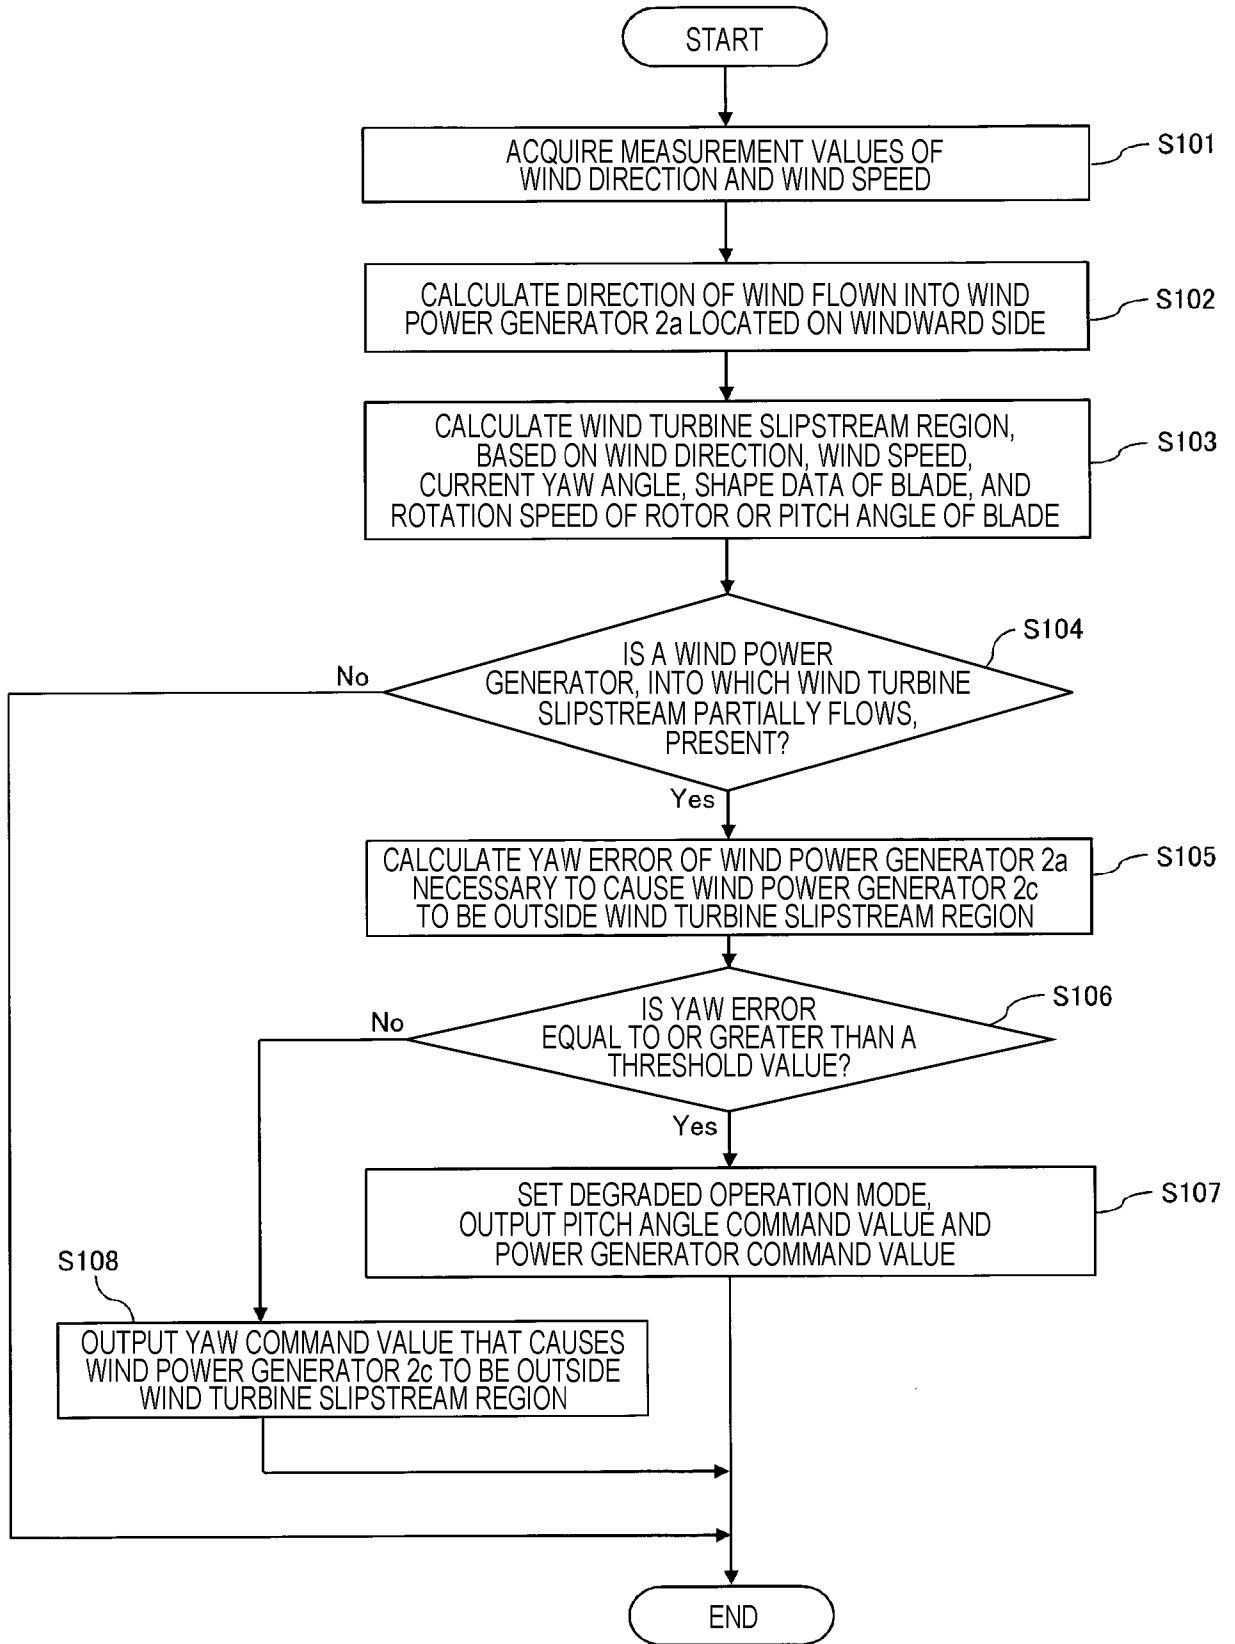 START
ACQUIRE MEASUREMENT VALUES OF
WIND DIRECTION AND WIND SPEED
S101
CALCULATE DIRECTION OF WIND FLOWN INTO WIND
POWER GENERATOR 2a LOCATED ON WINDWARD SIDE
S102
CALCULATE WIND TURBINE SLIPSTREAM REGION,
BASED ON WIND DIRECTION, WIND SPEED,
CURRENT YAW ANGLE, SHAPE DATA OF BLADE, AND
ROTATION SPEED OF ROTOR OR PITCH ANGLE OF BLADE
S103
IS A WIND POWER
GENERATOR, INTO WHICH WIND TURBINE
SLIPSTREAM PARTIALLY FLOWS,
PRESENT?
S104
No
Yes
CALCULATE YAW ERROR OF WIND POWER GENERATOR 2a
NECESSARY TO CAUSE WIND POWER GENERATOR 2c
TO BE OUTSIDE WIND TURBINE SLIPSTREAM REGION
S105
IS YAW ERROR
EQUAL TO OR GREATER THAN A
THRESHOLD VALUE?
S106
No
Yes
SET DEGRADED OPERATION MODE,
OUTPUT PITCH ANGLE COMMAND VALUE AND
POWER GENERATOR COMMAND VALUE
S107
S108
OUTPUT YAW COMMAND VALUE THAT CAUSES
WIND POWER GENERATOR 2c TO BE OUTSIDE
WIND TURBINE SLIPSTREAM REGION
END